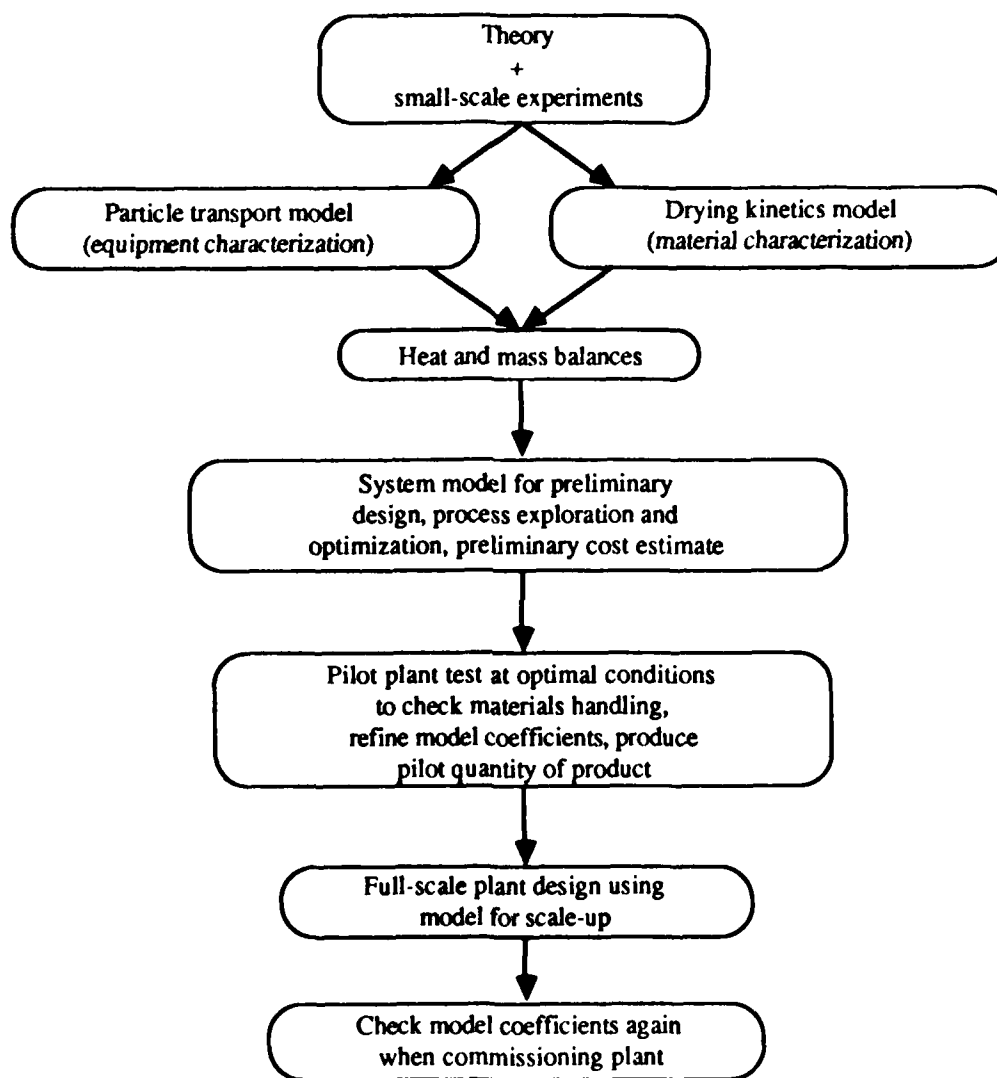 Theory
+
small-scale experiments
Particle transport model
(equipment characterization)
Drying kinetics model
(material characterization)
Heat and mass balances
System model for preliminary
design, process exploration and
optimization, preliminary cost estimate
Pilot plant test at optimal conditions
to check materials handling,
refine model coefficients, produce
pilot quantity of product
Full-scale plant design using
model for scale-up
Check model coefficients again
when commissioning plant